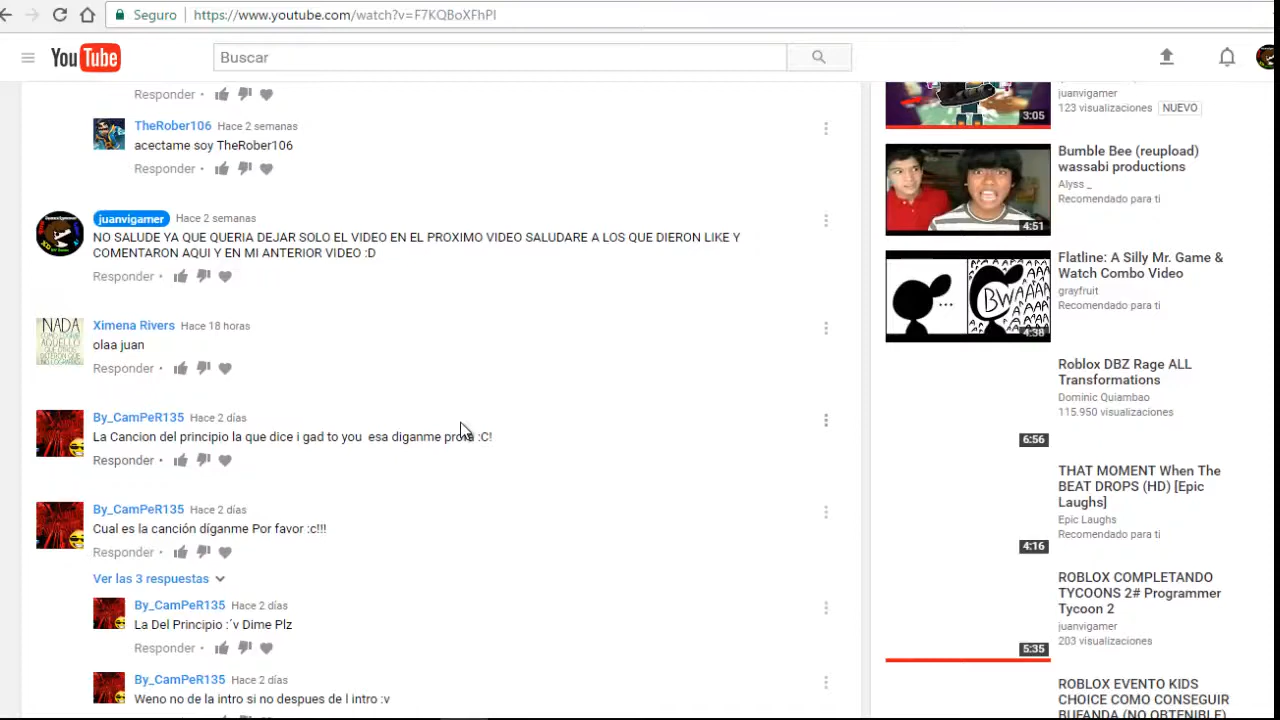 Seguro https://www.youtube.com/watch?v=F7KQBoXFhPI
YouTube
Buscar
Responder •
TheRober106 Hace 2 semanas
acectame soy TheRober106
Responder •
juanvigamer Hace 2 semanas
NO SALUDE YA QUE QUERIA DEJAR SOLO EL VIDEO EN EL PROXIMO VIDEO SALUDARE A LOS QUE DIERON LIKE Y
COMENTARON AQUI Y EN MI ANTERIOR VIDEO :D
Responder •
NADA
Ximena Rivers Hace 18 horas
olaa juan
Responder •
By_CamPeR135 Hace 2 días
La Cancion del principio la que dice i gad to you esa diganme :C!
Responder •
By_CamPeR135 Hace 2 días
Cual es la canción díganme Por favor :c!!!
Responder •
Ver las 3 respuestas
By_CamPeR135 Hace 2 días
La Del Principio :´v Dime Plz
Responder •
By_CamPeR135 Hace 2 días
Weno no de la intro si no despues de l intro :v
3:05
juanvigamer
123 visualizaciones NUEVO
4:51
Bumble Bee (reupload)
wassabi productions
Alyss _
Recomendado para ti
... BWAAAA
4:38
Flatline: A Silly Mr. Game &
Watch Combo Video
grayfruit
Recomendado para ti
6:56
Roblox DBZ Rage ALL
Transformations
Dominic Quiambao
115.950 visualizaciones
4:16
THAT MOMENT When The
BEAT DROPS (HD) [Epic
Laughs]
Epic Laughs
Recomendado para ti
5:35
ROBLOX COMPLETANDO
TYCOONS 2# Programmer
Tycoon 2
juanvigamer
203 visualizaciones
ROBLOX EVENTO KIDS
CHOICE COMO CONSEGUIR
BUFANDA (NO OBTENIBLE)